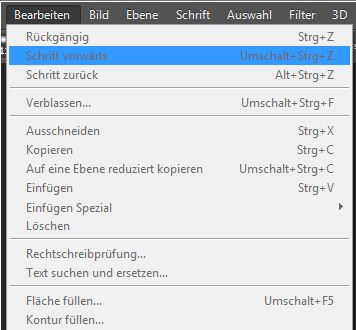 Bearbeiten Bild Ebene Schrift Auswahl Filter 3D
Rückgängig Strg+Z
Schritt vorwärts Umschalt+Strg+Z
Schritt zurück Alt+Strg+Z
Verblassen... Umschalt+Strg+F
Ausschneiden Strg+X
Kopieren Strg+C
Auf eine Ebene reduziert kopieren Umschalt+Strg+C
Einfügen Strg+V
Einfügen Spezial
Löschen
Rechtschreibprüfung...
Text suchen und ersetzen...
Fläche füllen... Umschalt+F5
Kontur füllen...